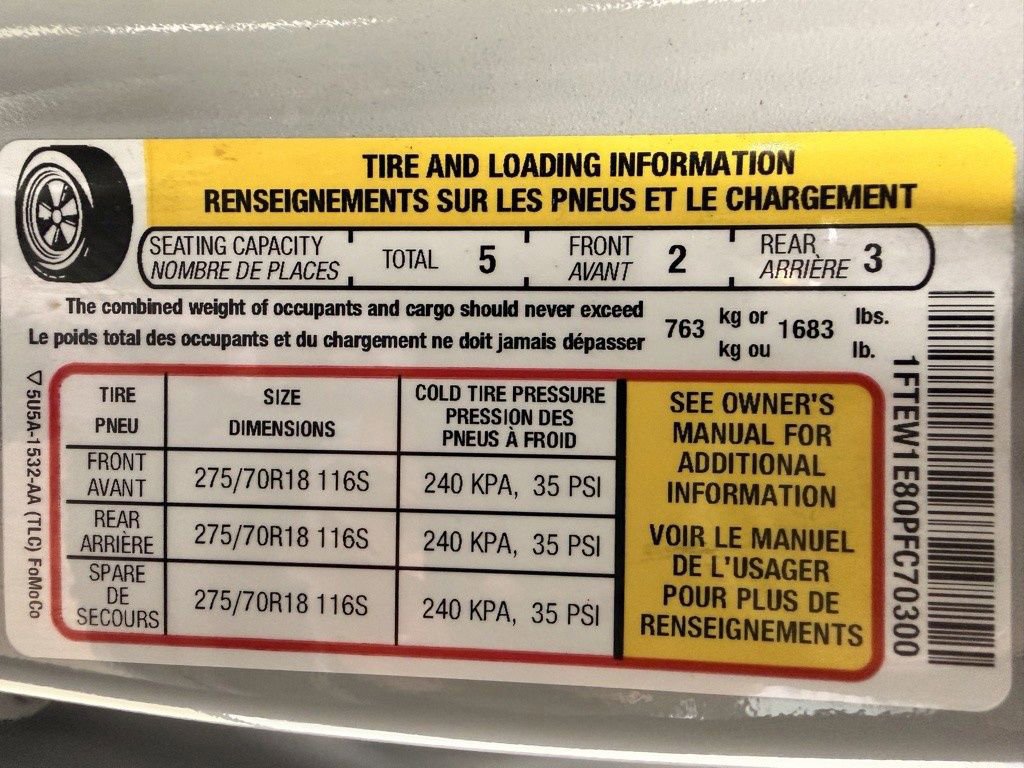 TIRE AND LOADING INFORMATION
RENSEIGNEMENTS SUR LES PNEUS ET LE CHARGEMENT
SEATING CAPACITY
NOMBRE DE PLACES
TOTAL 5
FRONT
AVANT
2
REAR
ARRIÈRE
3
The combined weight of occupants and cargo should never exceed
Le poids total des occupants et du chargement ne doit jamais dépasser
763 kg or 1683 lbs.
kg ou lb.
TIRE
PNEU
SIZE
DIMENSIONS
COLD TIRE PRESSURE
PRESSION DES
PNEUS À FROID
FRONT
AVANT
275/70R18 116S
240 KPA, 35 PSI
REAR
ARRIÈRE
275/70R18 116S
240 KPA, 35 PSI
SPARE
DE
SECOURS
275/70R18 116S
240 KPA, 35 PSI
SEE OWNER'S
MANUAL FOR
ADDITIONAL
INFORMATION
VOIR LE MANUEL
DE L'USAGER
POUR PLUS DE
RENSEIGNEMENTS
5U5A-1532-AA (TLC) FoMoCo
1FTEW1E80PFC70300